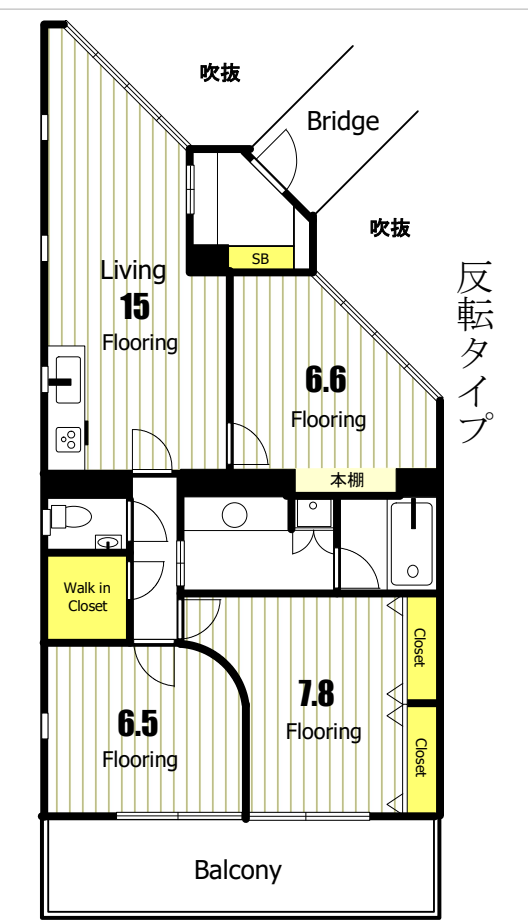 吹抜
Bridge
吹抜
SB
反転タイプ
Living
15
Flooring
6.6
Flooring
本棚
Walk in
Closet
Closet
7.8
Flooring
6.5
Flooring
Closet
Balcony